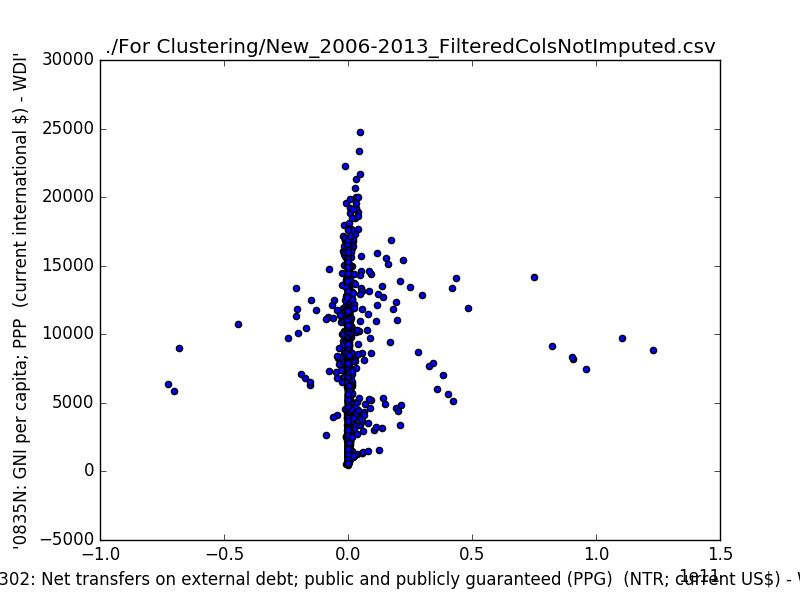 ./For Clustering/New_2006-2013_FilteredColsNotImputed.csv
'0835N: GNI per capita; PPP (current international $) - WDI'
30000
25000
20000
15000
10000
5000
0
−5000
−1.0 −0.5 0.0 0.5 1.0 1.5
1e11
302: Net transfers on external debt; public and publicly guaranteed (PPG) (NTR; current US$) -